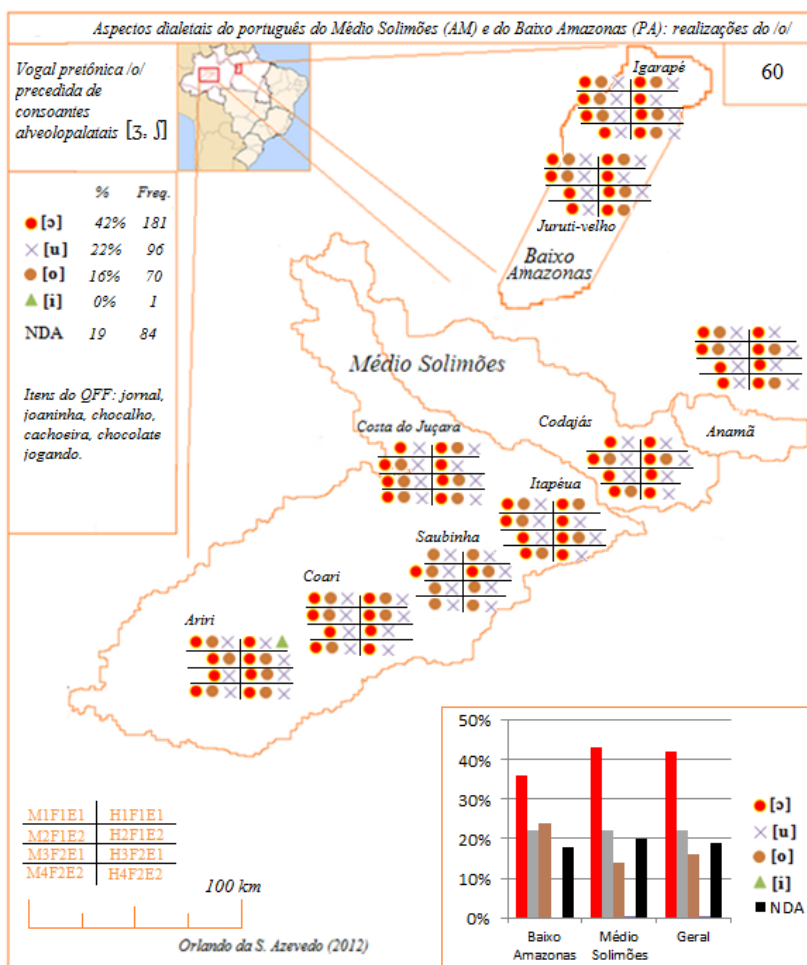 Aspectos dialetais do português do Médio Solimões (AM) e do Baixo Amazonas (PA): realizações do /o/
Vogal pretônica /o/
precedida de
consoantes
alveolopalatais [ʒ, ʃ]
60
% Freq.
[ɔ] 42% 181
[u] 22% 96
[o] 16% 70
[i] 0% 1
NDA 19 84
Itens do QFF: jornal,
joaninha, chocalho,
cachoeira, chocolate
jogando.
Igarapé
Juruti-velho
Baixo
Amazonas
Médio Solimões
Costa do Juçara
Codajás
Anamã
Itapéua
Saubinha
Coari
Ariri
M1F1E1 H1F1E1
M2F1E2 H2F1E2
M3F2E1 H3F2E1
M4F2E2 H4F2E2
100 km
Orlando da S. Azevedo (2012)
50%
40%
30%
20%
10%
0%
Baixo
Amazonas
Médio
Solimões
Geral
[ɔ]
[u]
[o]
[i]
NDA